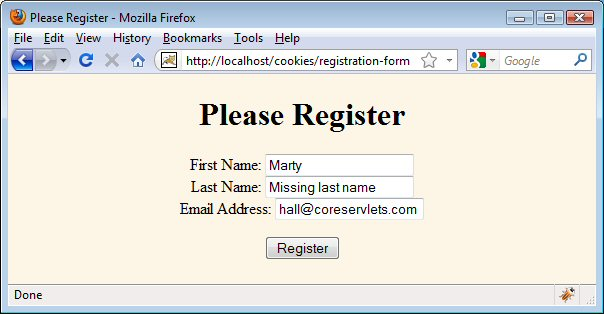 Please Register - Mozilla Firefox
File Edit View History Bookmarks Tools Help
http://localhost/cookies/registration-form Google
Please Register
First Name: Marty
Last Name: Missing last name
Email Address: hall@coreservlets.com
Register
Done